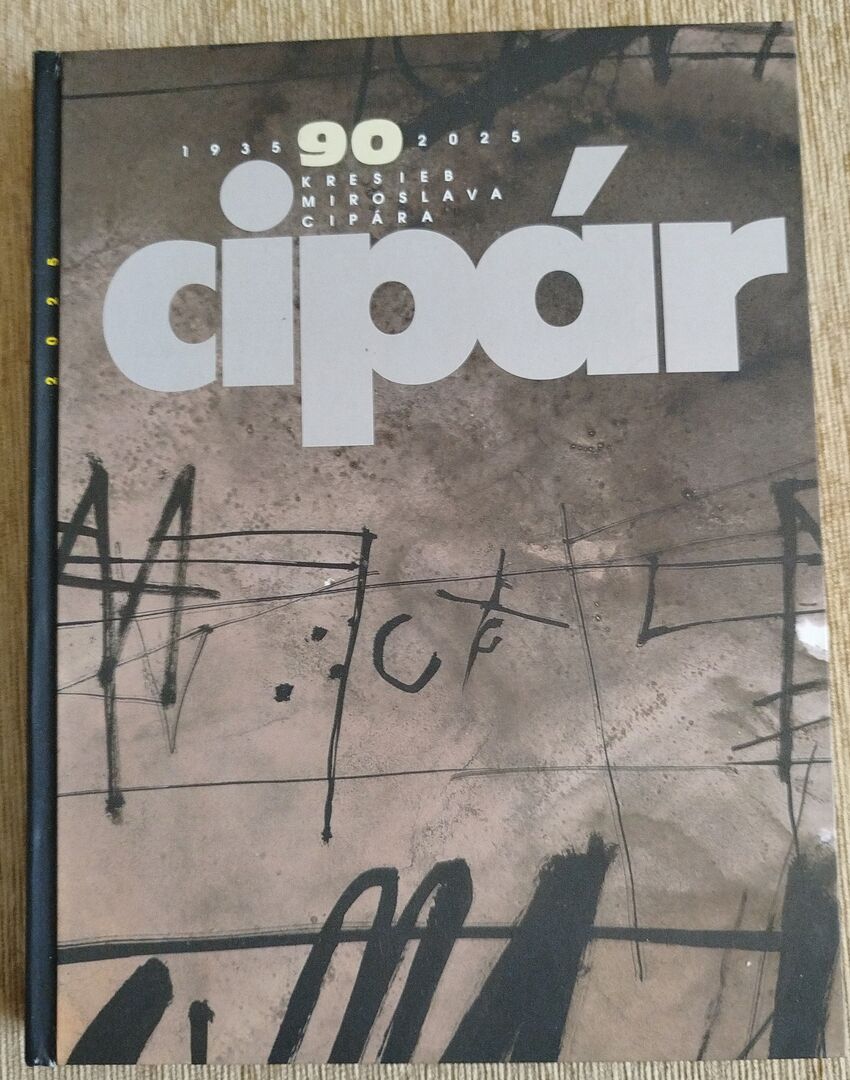 1935 90 2025
KRESIEB
MIROSLAVA
CIPÁRA
cipár
2025